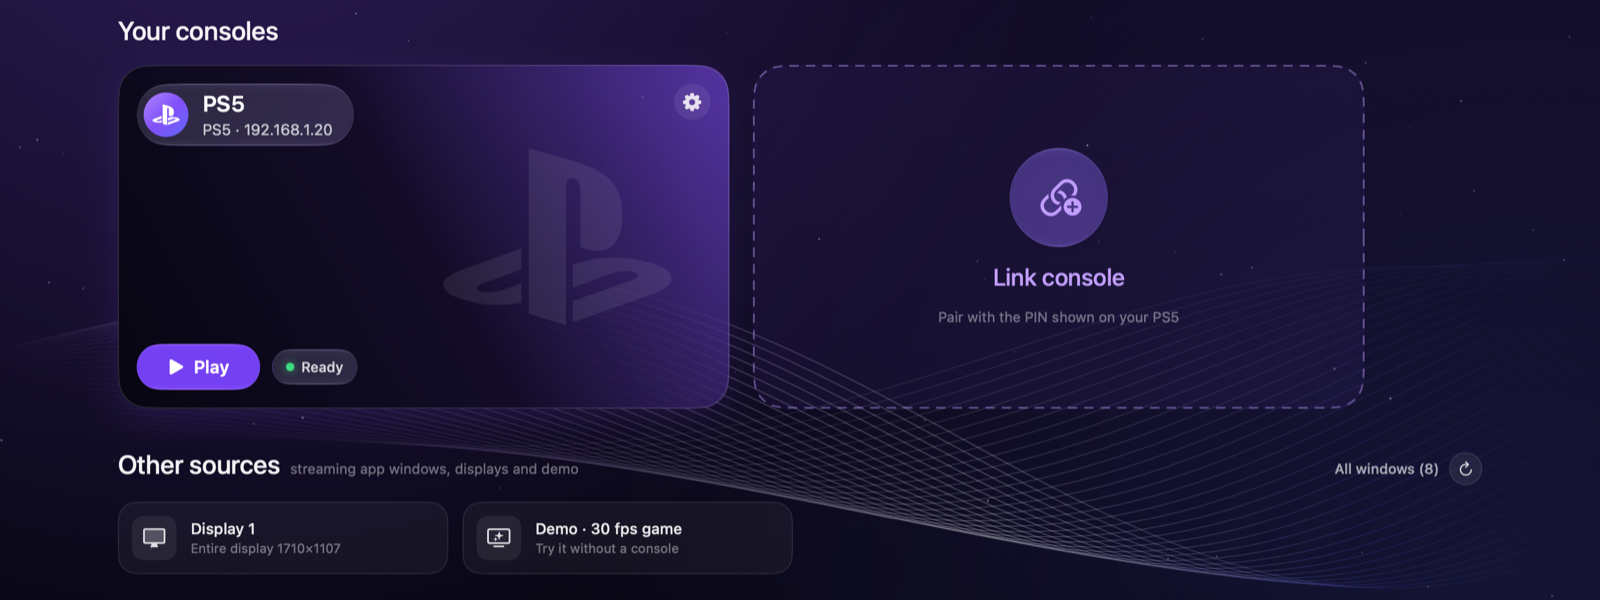 Your consoles
PS5
PS5 · 192.168.1.20
Play
Ready
Link console
Pair with the PIN shown on your PS5
Other sources streaming app windows, displays and demo
All windows (8)
Display 1
Entire display 1710×1107
Demo · 30 fps game
Try it without a console